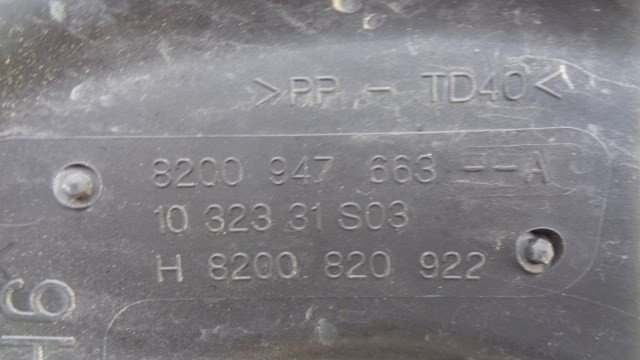 >PP - TD40<
8200 947 663 --A
10 323 31 S03
H 8200 820 922